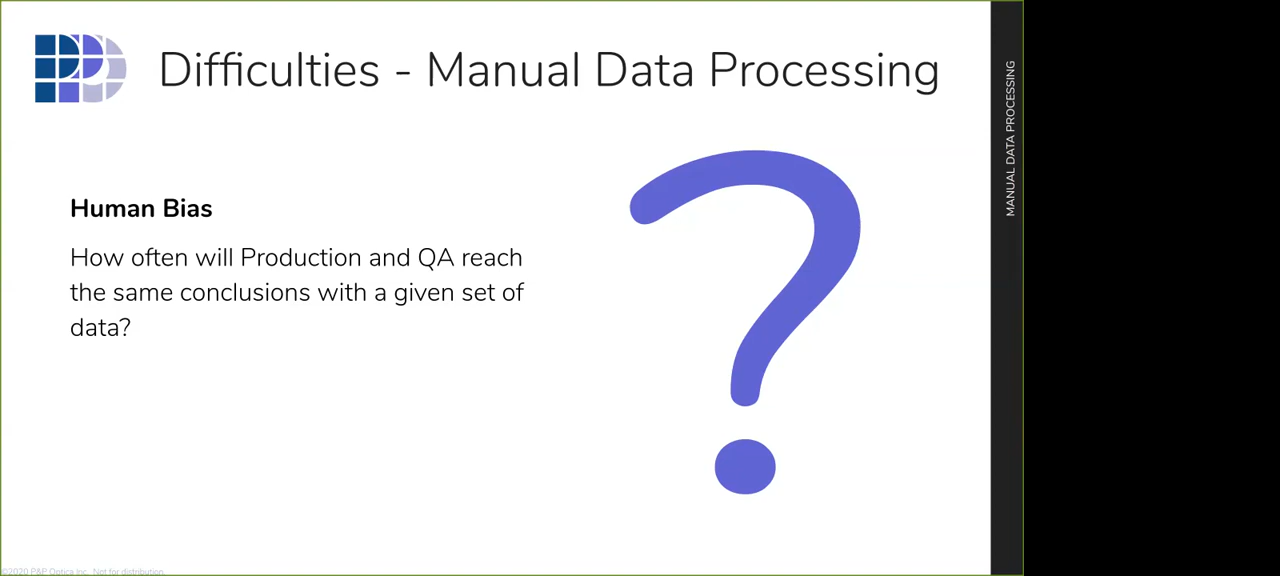 Difficulties - Manual Data Processing
Human Bias
How often will Production and QA reach
the same conclusions with a given set of
data?
?
MANUAL DATA PROCESSING
©2020 P&P Optica Inc. Not for distribution.